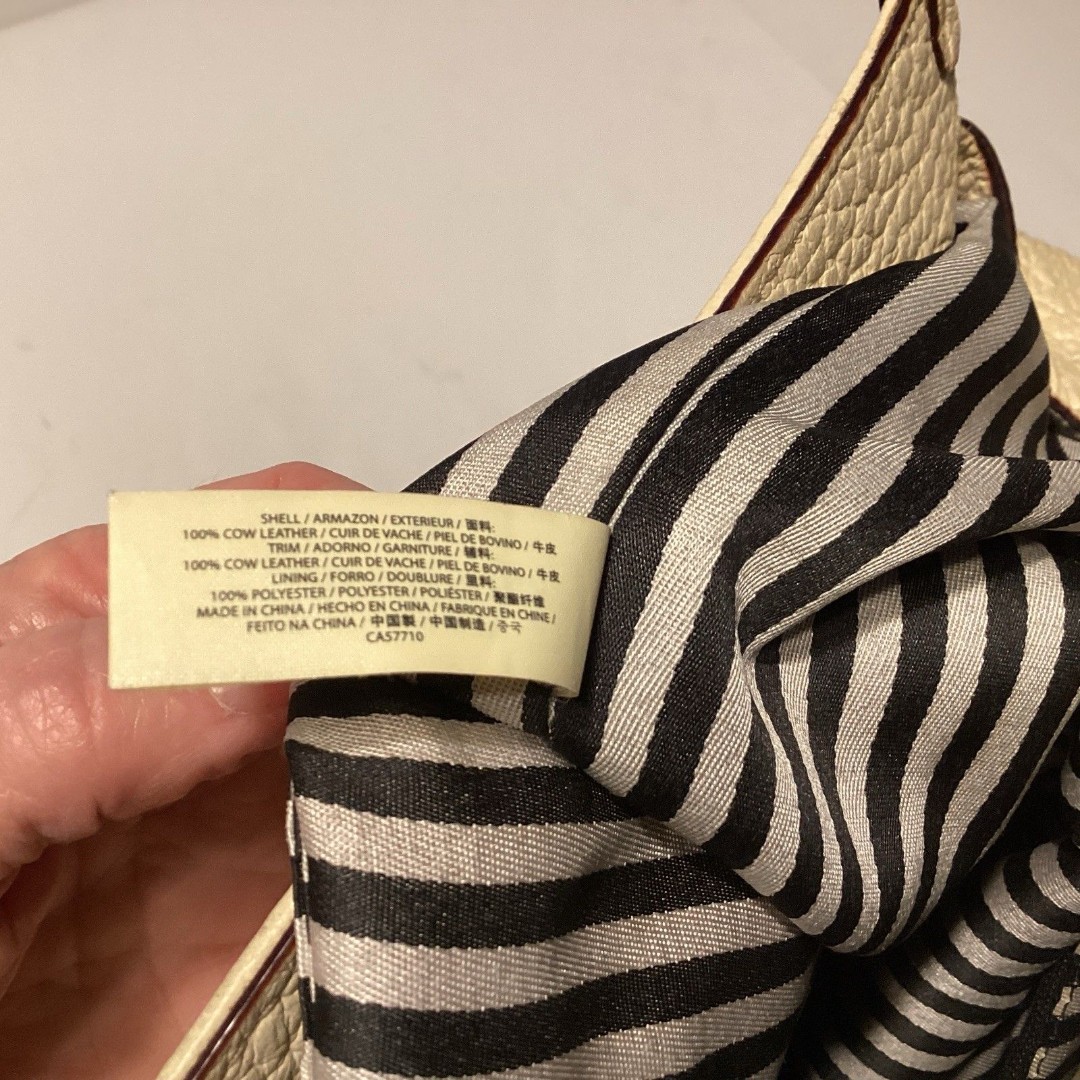 SHELL / ARMAZON / EXTERIEUR / 面料:
100% COW LEATHER / CUIR DE VACHE / PIEL DE BOVINO / 牛皮
TRIM / ADORNO / GARNITURE / 辅料:
100% COW LEATHER / CUIR DE VACHE / PIEL DE BOVINO / 牛皮
LINING / FORRO / DOUBLURE / 里料:
100% POLYESTER / POLYESTER / POLIÉSTER / 聚酯纤维
MADE IN CHINA / HECHO EN CHINA / FABRIQUE EN CHINE /
FEITO NA CHINA / 中国製 / 中国制造 / 중국
CA57710